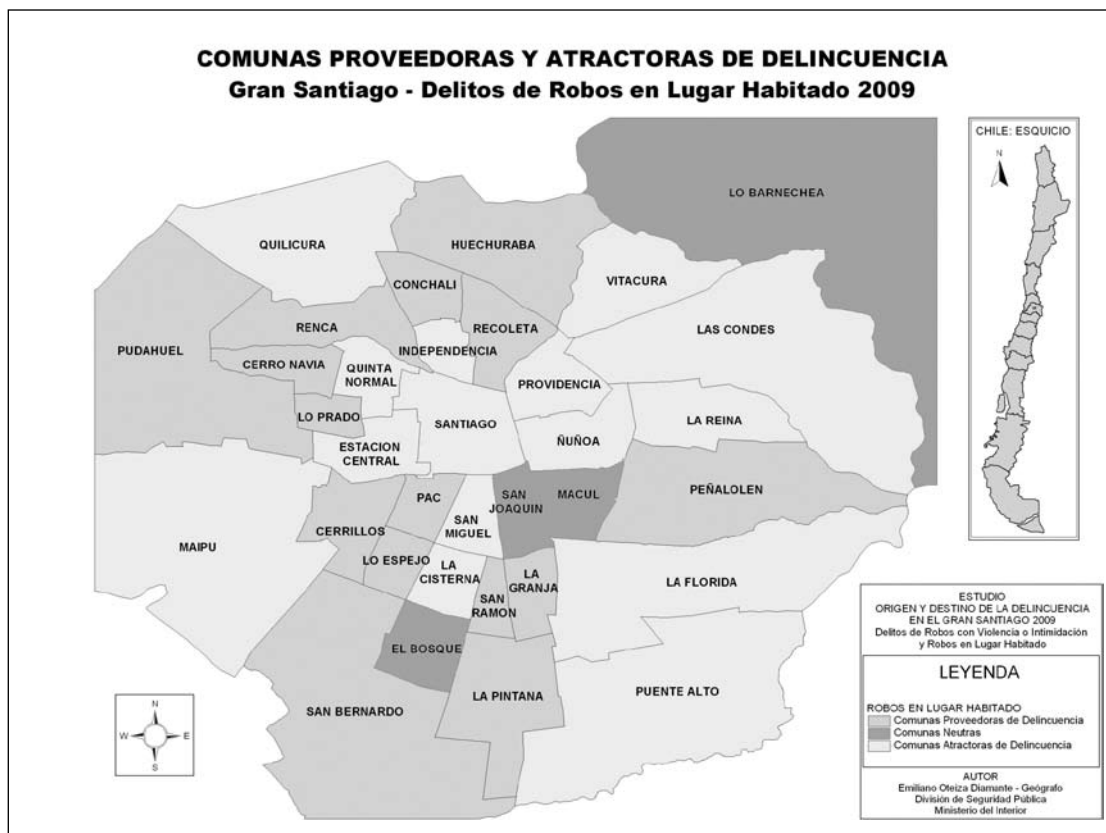 COMUNAS PROVEEDORAS Y ATRACTORAS DE DELINCUENCIA
Gran Santiago - Delitos de Robos en Lugar Habitado 2009
CHILE: ESQUICIO
N
LO BARNECHEA
QUILICURA
HUECHURABA
VITACURA
CONCHALI
LAS CONDES
RENCA
RECOLETA
PUDAHUEL
INDEPENDENCIA
CERRO NAVIA
QUINTA
NORMAL
PROVIDENCIA
LO PRADO
SANTIAGO
LA REINA
ÑUÑOA
ESTACION
CENTRAL
PEÑALOLEN
PAC
SAN
JOAQUIN
MACUL
CERRILLOS
SAN
MIGUEL
MAIPU
LO ESPEJO
LA
CISTERNA
LA
GRANJA
LA FLORIDA
SAN
RAMON
EL BOSQUE
LA PINTANA
PUENTE ALTO
SAN BERNARDO
N
W
E
S
ESTUDIO
ORIGEN Y DESTINO DE LA DELINCUENCIA
EN EL GRAN SANTIAGO 2009
Delitos de Robos con Violencia o Intimidación
y Robos en Lugar Habitado
LEYENDA
ROBOS EN LUGAR HABITADO
Comunas Proveedoras de Delincuencia
Comunas Neutras
Comunas Atractoras de Delincuencia
AUTOR
Emiliano Oteiza Diamante - Geógrafo
División de Seguridad Pública
Ministerio del Interior